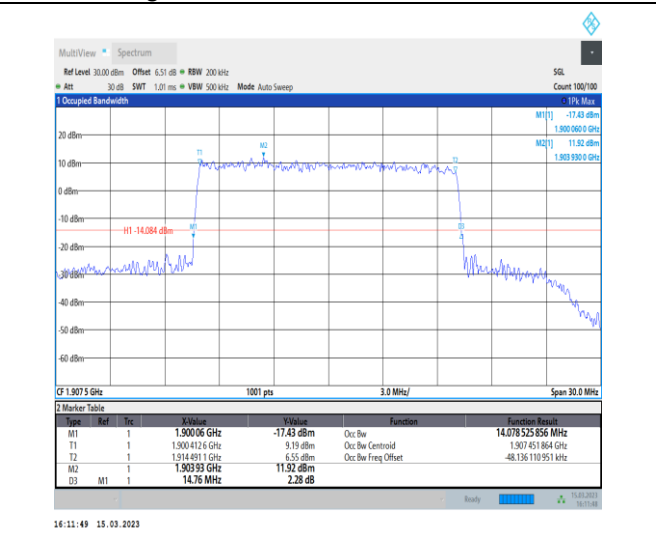 MultiView Spectrum
Ref Level 30.00 dBm Offset 6.51 dB RBW 200 kHz SGL
Att 30 dB SWT 1.01 ms VBW 500 kHz Mode Auto Sweep Count 100/100
1 Occupied Bandwidth 1Pk Max
M1[1] -17.43 dBm
1.900 060 0 GHz
20 dBm
M2[1] 11.92 dBm
1.903 930 0 GHz
T1 M2 T2
10 dBm
0 dBm
-10 dBm
H1 -14.084 dBm M1 D3
-20 dBm
-30 dBm
-40 dBm
-50 dBm
-60 dBm
CF 1.907 5 GHz 1001 pts 3.0 MHz/ Span 30.0 MHz
2 Marker Table
Type Ref Trc X-Value Y-Value Function Function Result
M1 1 1.900 06 GHz -17.43 dBm Occ Bw 14.078 525 856 MHz
T1 1 1.900 412 6 GHz 9.19 dBm Occ Bw Centroid 1.907 451 864 GHz
T2 1 1.914 491 1 GHz 6.55 dBm Occ Bw Freq Offset -48.136 110 951 kHz
M2 1 1.903 93 GHz 11.92 dBm
D3 M1 1 14.76 MHz 2.28 dB
Ready 15.03.2023
16:11:48
16:11:49 15.03.2023